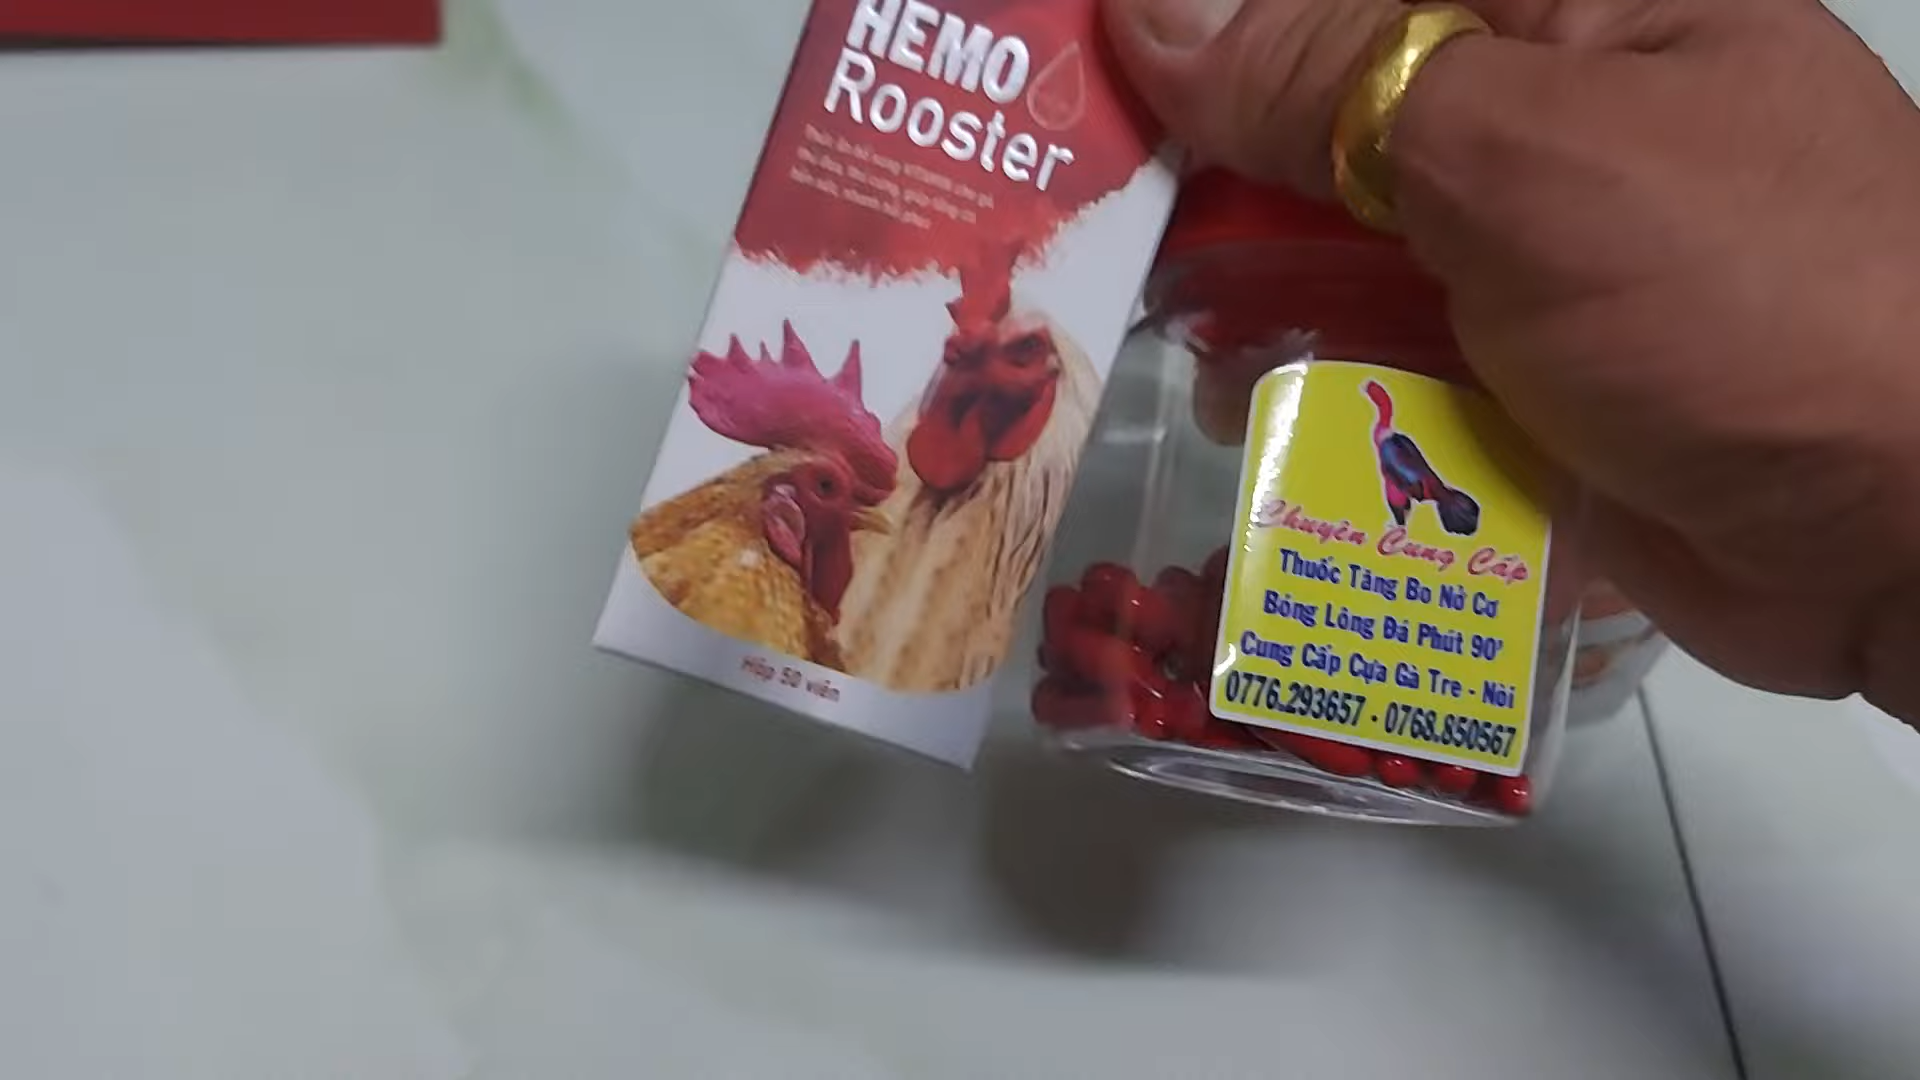 HEMO
Rooster
Hộp 50 viên
Chuyên Cung Cấp
Thuốc Tăng Bo Nở Cơ
Bóng Lông Đá Phút 90'
Cung Cấp Cựa Gà Tre - Nòi
0776.293657 - 0768.850567